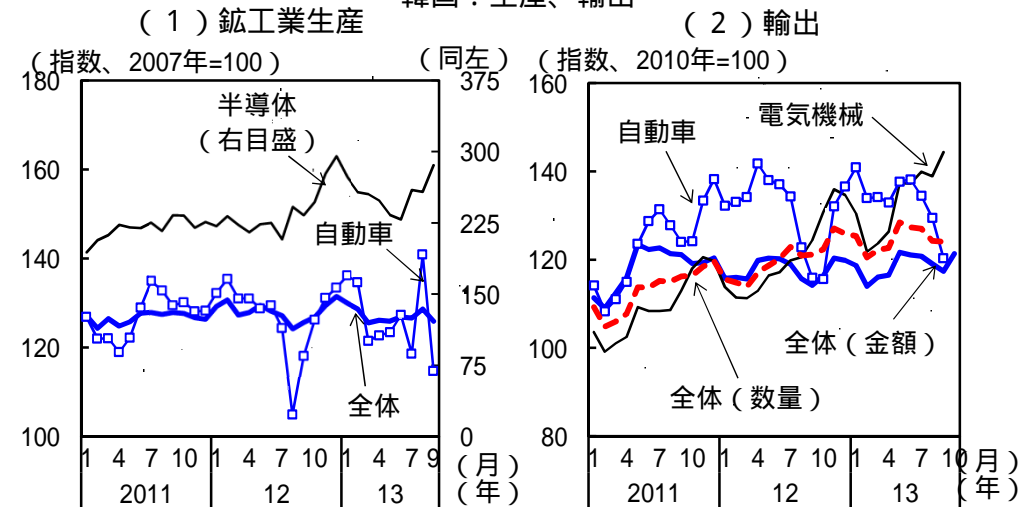 韓国：生産、輸出
（１）鉱工業生産
（２）輸出
（指数、2007年=100）
（同左）
（指数、2010年=100）
180
160
140
120
100
375
300
225
150
75
0
半導体
（右目盛）
自動車
全体
1 4 7 10 1 4 7 10 1 4 7 9
（月）
2011 12 13
（年）
160
140
120
100
80
自動車
電気機械
全体（金額）
全体（数量）
1 4 7 10 1 4 7 10 1 4 7 10
（月）
2011 12 13
（年）